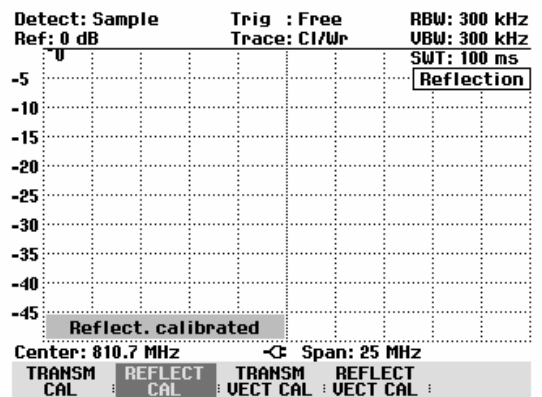 Detect: Sample Trig : Free RBW: 300 kHz
Ref: 0 dB Trace: Cl/Wr VBW: 300 kHz
SWT: 100 ms
Reflection
-5
-10
-15
-20
-25
-30
-35
-40
-45
Reflect. calibrated
Center: 810.7 MHz Span: 25 MHz
TRANSM CAL REFLECT CAL TRANSM VECT CAL REFLECT VECT CAL